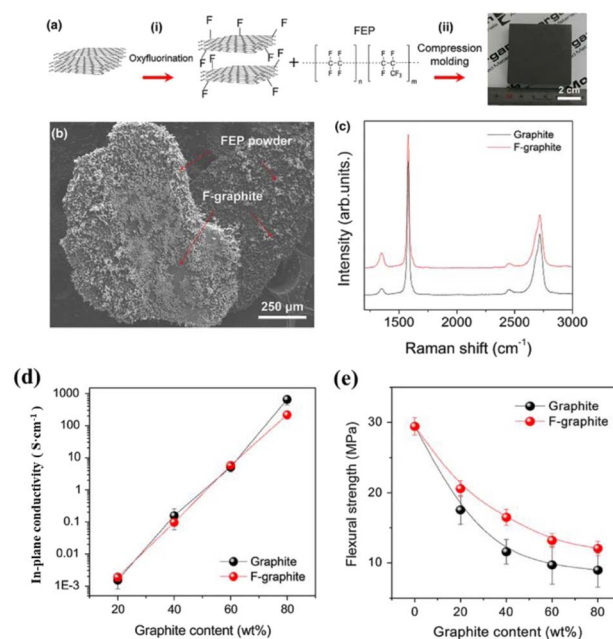 (a)
(i)
Oxyfluorination
F
F
F
F
F
F
F
F
+
FEP
F F
C C
F F
n
F F
C C
F CF3
m
(ii)
Compression
molding
2 cm
(b)
FEP powder
F-graphite
250 μm
(c)
Graphite
F-graphite
Intensity (arb.units.)
1500 2000 2500 3000
Raman shift (cm-1)
(d)
In-plane conductivity ( S·cm-1)
1000
100
10
1
0.1
0.01
1E-3
Graphite
F-graphite
20 40 60 80
Graphite content (wt%)
(e)
Flexural strength (MPa)
30
20
10
Graphite
F-graphite
0 20 40 60 80
Graphite content (wt%)